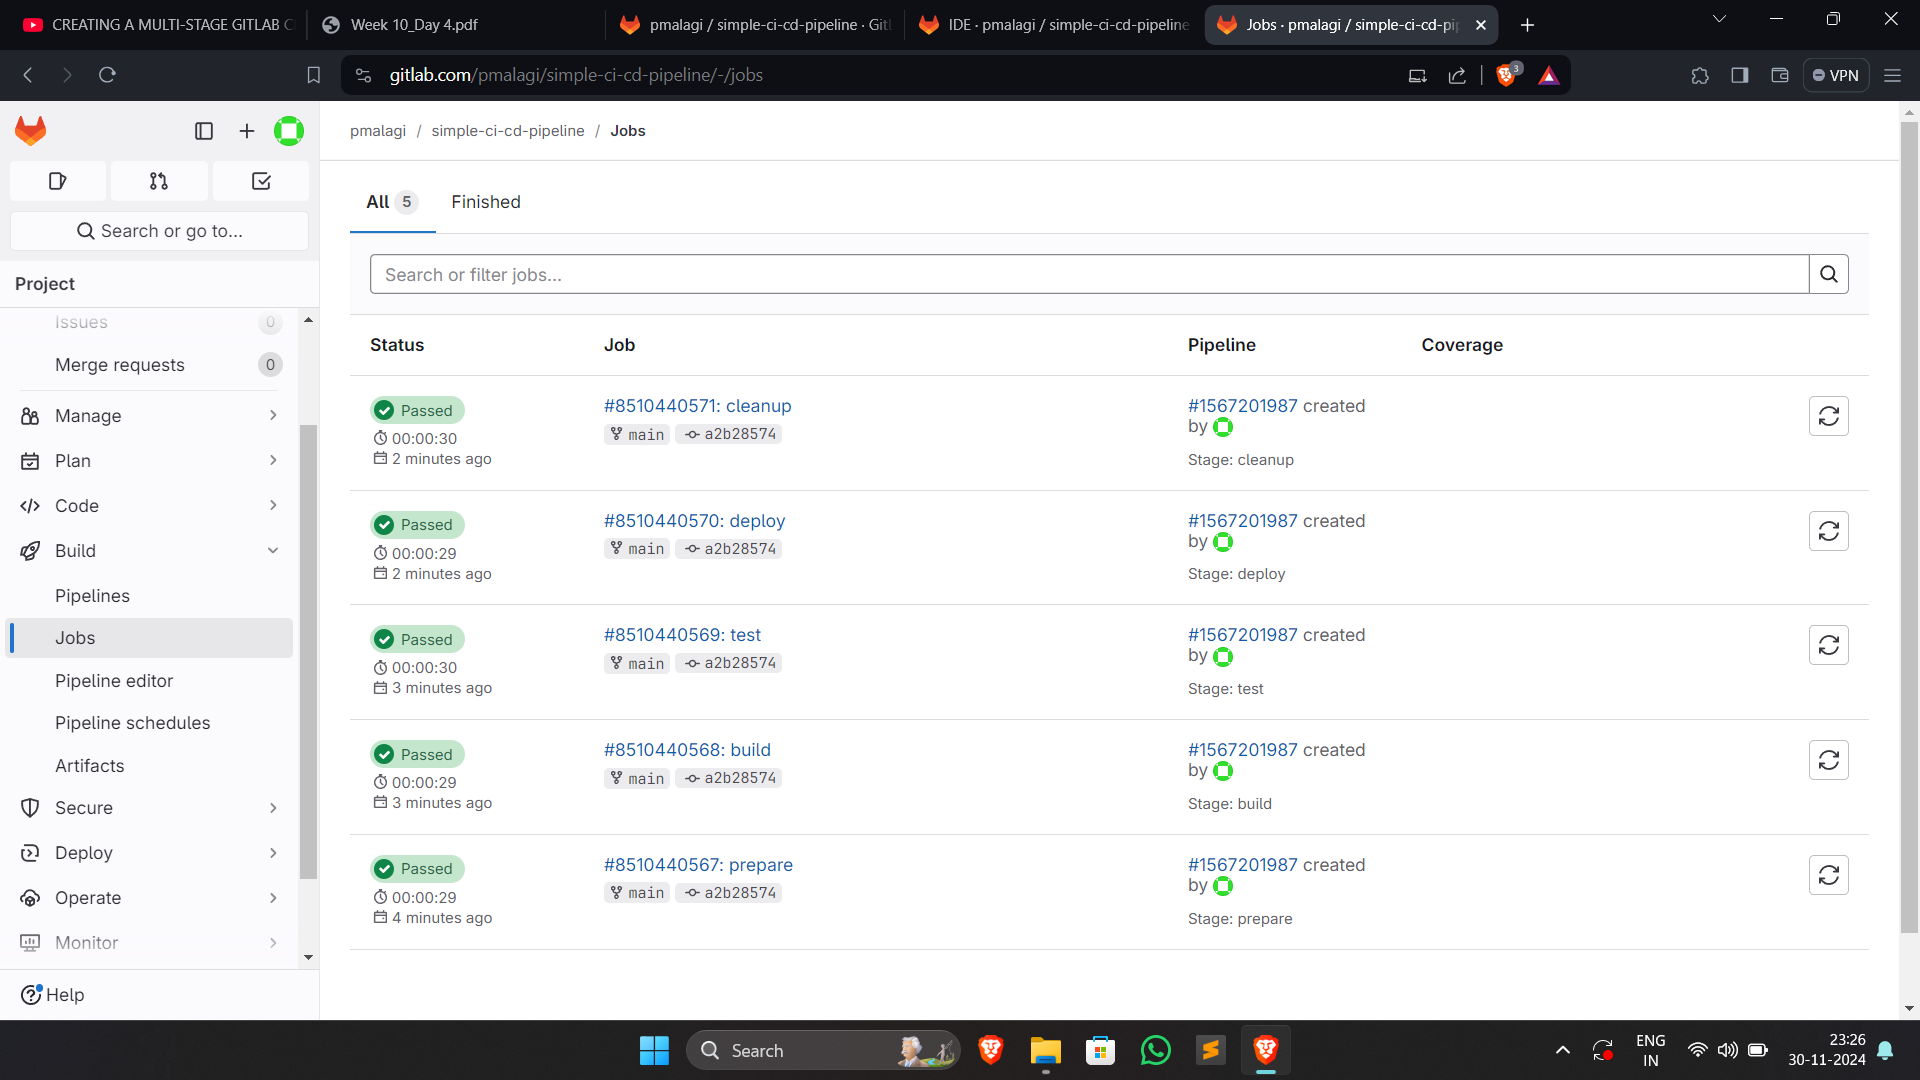 CREATING A MULTI-STAGE GITLAB C
Week 10_Day 4.pdf
pmalagi / simple-ci-cd-pipeline · Gitl
IDE · pmalagi / simple-ci-cd-pipeline
Jobs · pmalagi / simple-ci-cd-pip
gitlab.com/pmalagi/simple-ci-cd-pipeline/-/jobs
3
VPN
pmalagi / simple-ci-cd-pipeline / Jobs
Search or go to...
Project
Issues 0
Merge requests 0
Manage
Plan
Code
Build
Pipelines
Jobs
Pipeline editor
Pipeline schedules
Artifacts
Secure
Deploy
Operate
Monitor
Help
All 5 Finished
Search or filter jobs...
Status Job Pipeline Coverage
Passed #8510440571: cleanup #1567201987 created
00:00:30 main a2b28574 by
2 minutes ago Stage: cleanup
Passed #8510440570: deploy #1567201987 created
00:00:29 main a2b28574 by
2 minutes ago Stage: deploy
Passed #8510440569: test #1567201987 created
00:00:30 main a2b28574 by
3 minutes ago Stage: test
Passed #8510440568: build #1567201987 created
00:00:29 main a2b28574 by
3 minutes ago Stage: build
Passed #8510440567: prepare #1567201987 created
00:00:29 main a2b28574 by
4 minutes ago Stage: prepare
Search
ENG
IN
23:26
30-11-2024